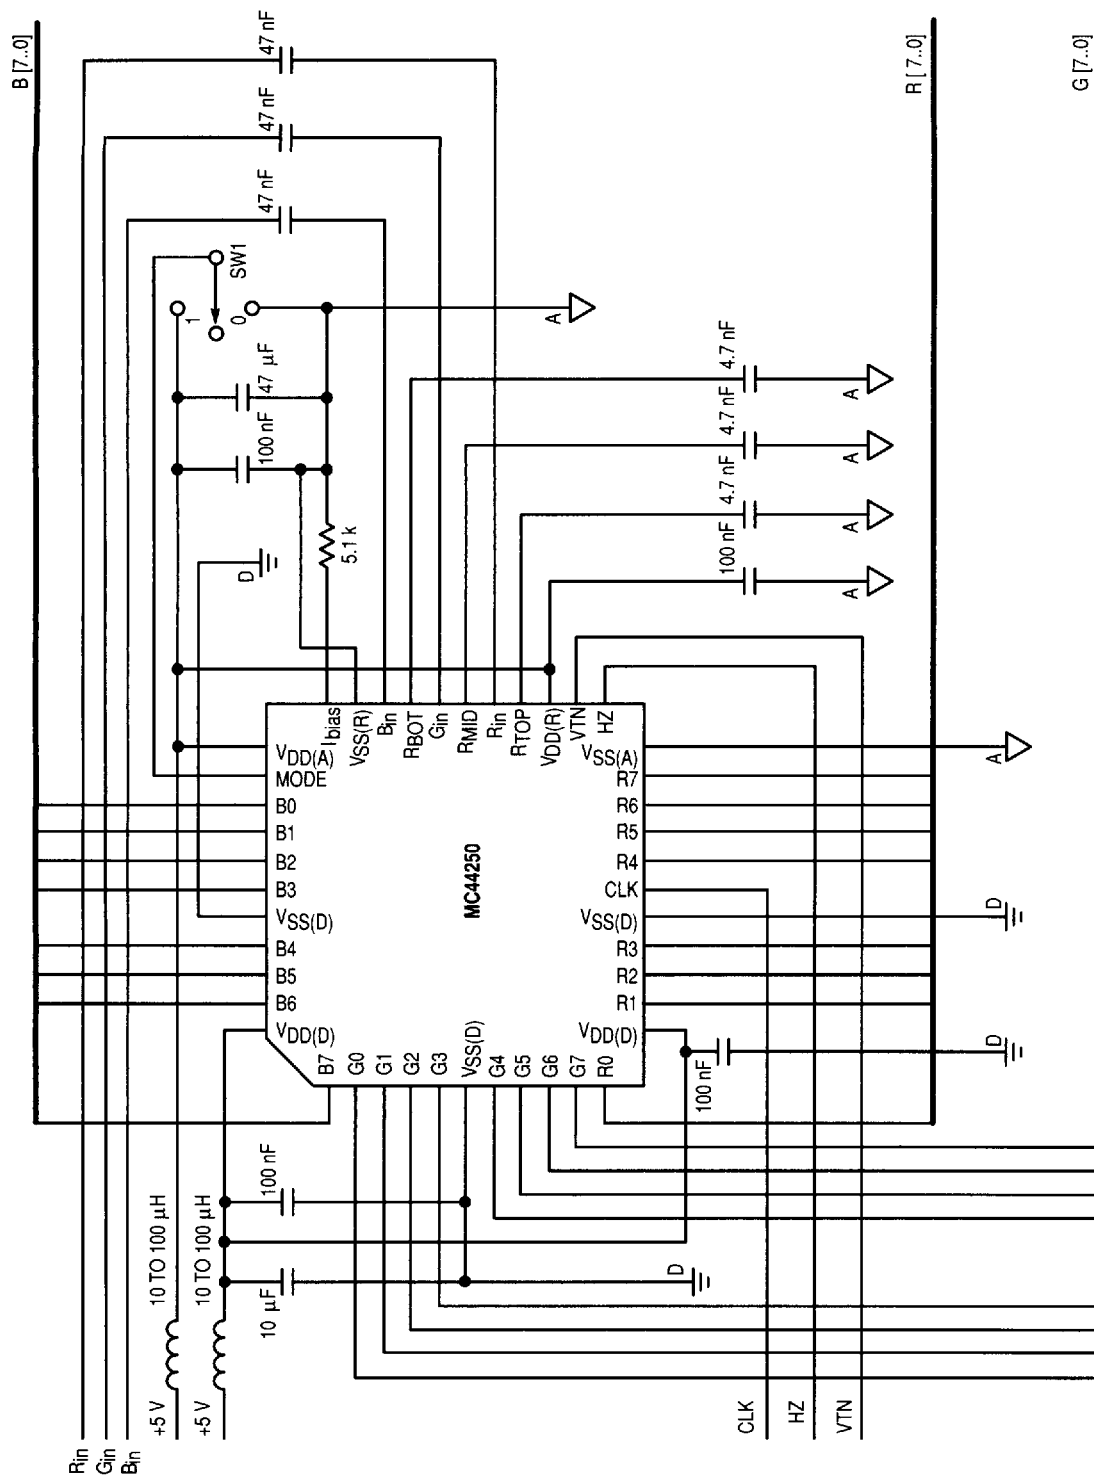 B [7..0]
47 nF
47 nF
47 nF
SW1
1
0
47 µF
100 nF
5.1 k
D
A
4.7 nF
4.7 nF
4.7 nF
100 nF
A
A
A
A
R [ 7..0]
G [7..0]
Ibias
VSS(R)
Bin
RBOT
Gin
RMID
Rin
RTOP
VDD(R)
VTN
HZ
VDD(A)
MODE
B0
B1
B2
B3
VSS(D)
B4
B5
B6
VDD(D)
MC44250
VSS(A)
R7
R6
R5
R4
CLK
VSS(D)
R3
R2
R1
VDD(D)
B7
G0
G1
G2
G3
VSS(D)
G4
G5
G6
G7
R0
A
D
100 nF
D
100 nF
10 TO 100 µH
10 TO 100 µH
10 µF
D
+5 V
+5 V
Rin
Gin
Bin
CLK
HZ
VTN